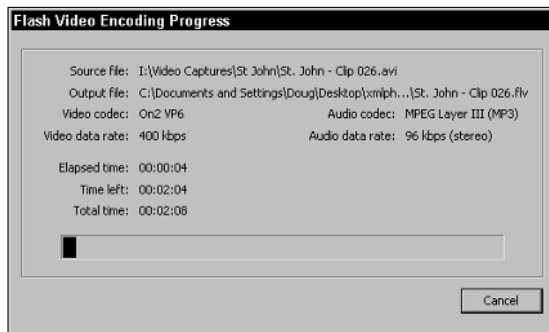 Flash Video Encoding Progress
Source file: I:\Video Captures\St John\St. John - Clip 026.avi
Output file: C:\Documents and Settings\Doug\Desktop\xmlph...\St. John - Clip 026.flv
Video codec: On2 VP6 Audio codec: MPEG Layer III (MP3)
Video data rate: 400 kbps Audio data rate: 96 kbps (stereo)
Elapsed time: 00:00:04
Time left: 00:02:04
Total time: 00:02:08
Cancel